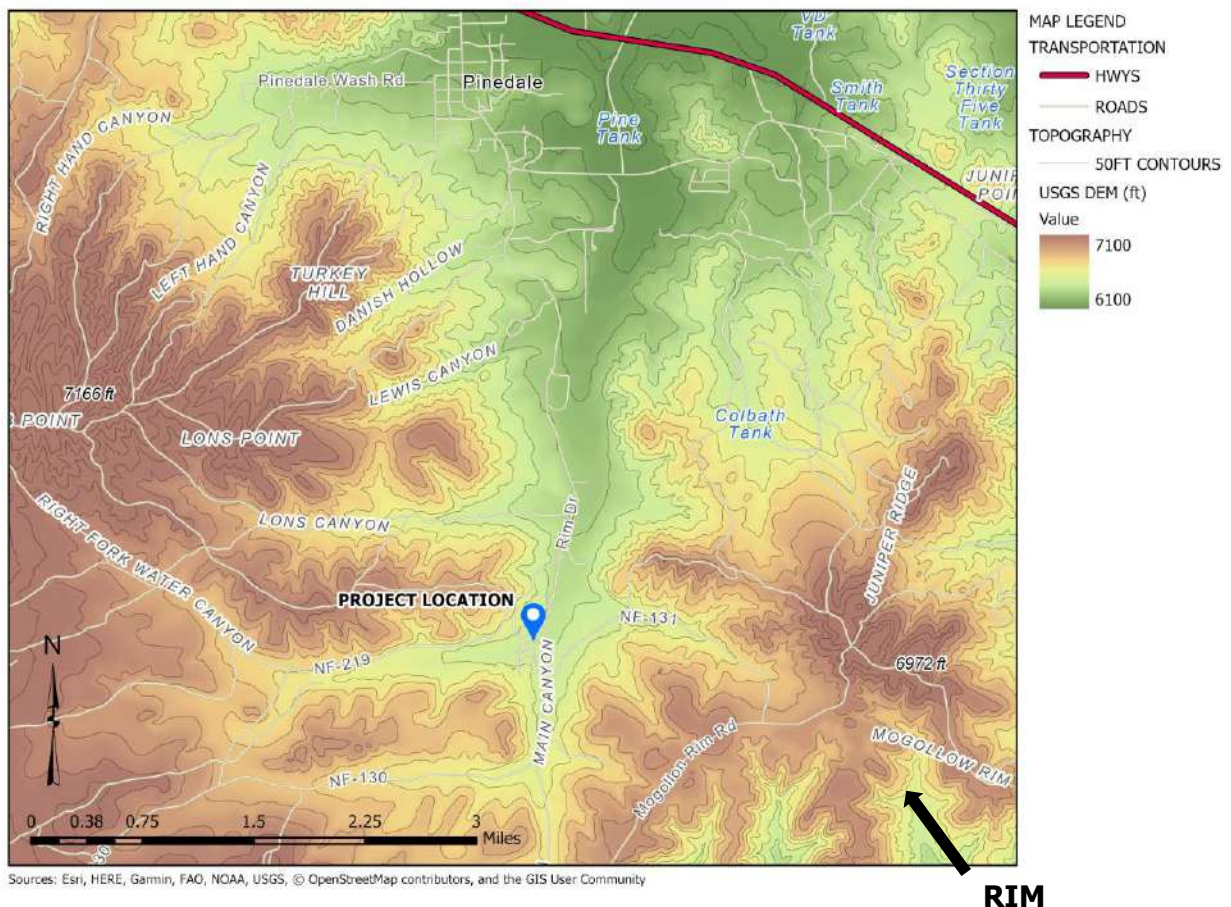 MAP LEGEND
TRANSPORTATION
HWYS
ROADS
TOPOGRAPHY
50FT CONTOURS
USGS DEM (ft)
Value
7100
6100
VD
Tank
Pinedale Wash Rd
Pinedale
Smith
Tank
Section
Thirty
Five
Tank
Pine
Tank
RIGHT HAND CANYON
JUNIP
POIN
LEFT HAND CANYON
TURKEY
HILL
DANISH HOLLOW
LEWIS CANYON
7166 ft
S POINT
LONS POINT
Colbath
Tank
RIGHT FORK WATER CANYON
LONS CANYON
Rim Dr
JUNIPER RIDGE
PROJECT LOCATION
NF-131
N
NF-219
MAIN CANYON
6972 ft
Mogollon Rim Rd
MOGOLLOW RIM
NF-130
0 0.38 0.75 1.5 2.25 3
Miles
30
Sources: Esri, HERE, Garmin, FAO, NOAA, USGS, © OpenStreetMap contributors, and the GIS User Community
RIM